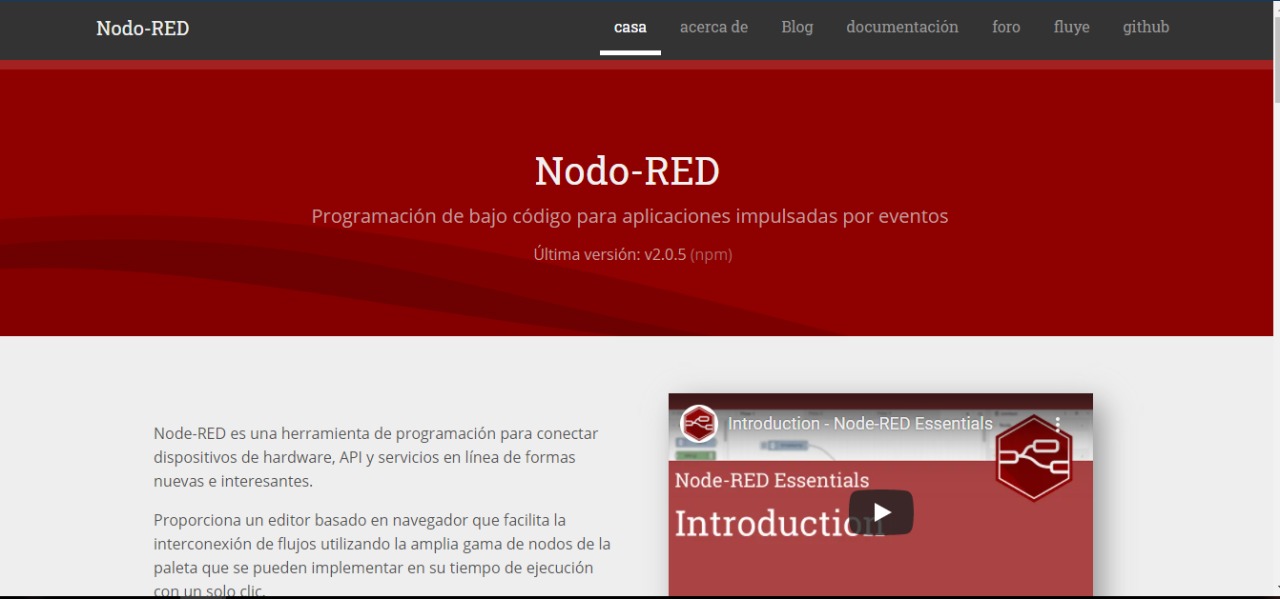 Nodo-RED
casa acerca de Blog documentación foro fluye github
Nodo-RED
Programación de bajo código para aplicaciones impulsadas por eventos
Última versión: v2.0.5 (npm)
Node-RED es una herramienta de programación para conectar
dispositivos de hardware, API y servicios en línea de formas
nuevas e interesantes.
Proporciona un editor basado en navegador que facilita la
interconexión de flujos utilizando la amplia gama de nodos de la
paleta que se pueden implementar en su tiempo de ejecución
con un solo clic.
Introduction - Node-RED Essentials
Node-RED Essentials
Introduction